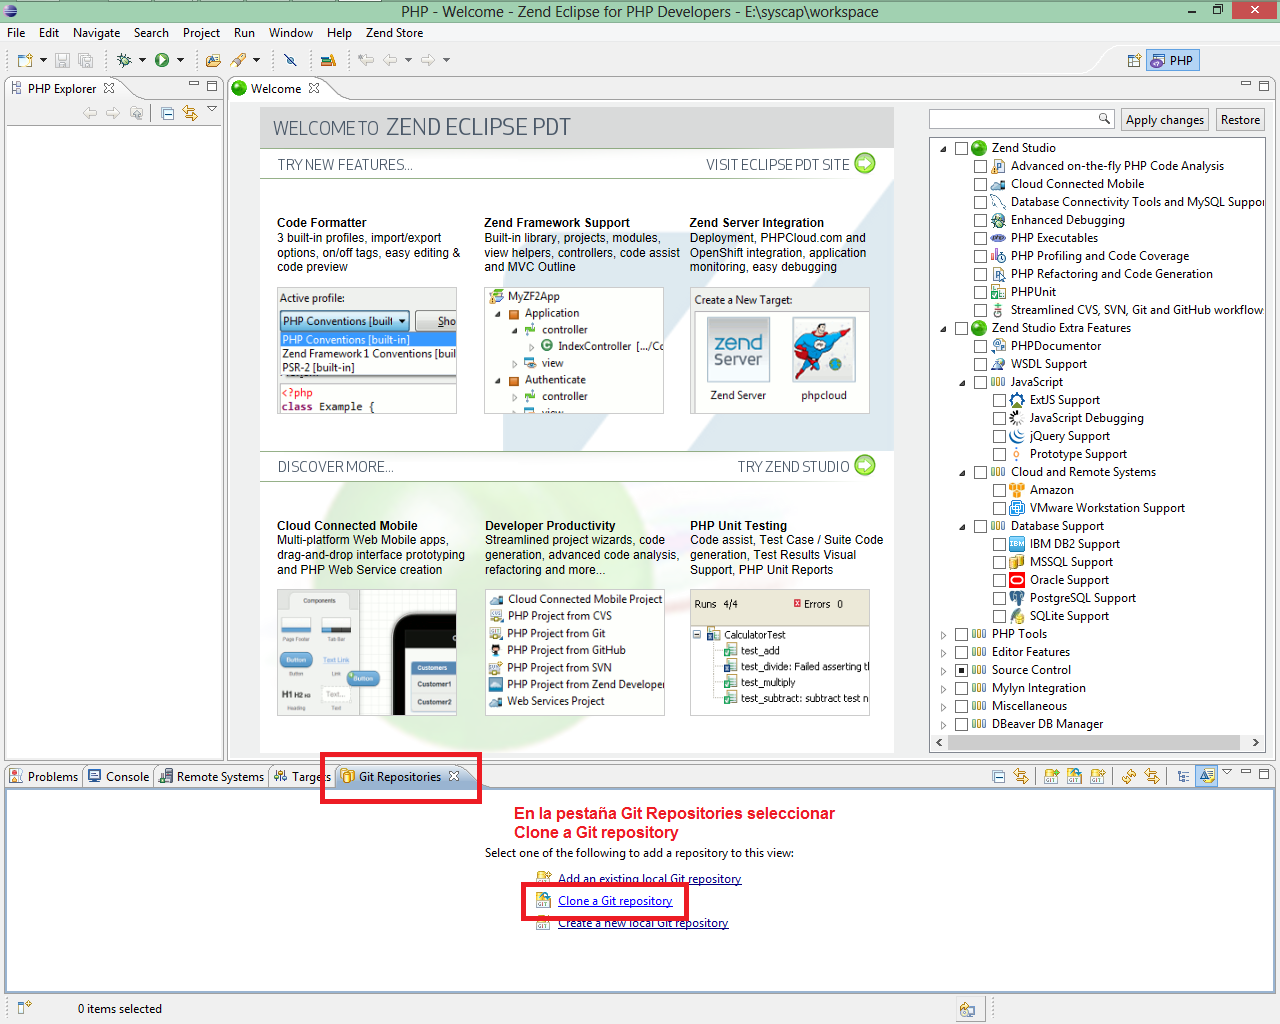 PHP - Welcome - Zend Eclipse for PHP Developers - E:\syscap\workspace
File Edit Navigate Search Project Run Window Help Zend Store
PHP
PHP Explorer
Welcome
WELCOME TO ZEND ECLIPSE PDT
TRY NEW FEATURES...
VISIT ECLIPSE PDT SITE
Code Formatter
3 built-in profiles, import/export
options, on/off tags, easy editing &
code preview
Active profile:
PHP Conventions [built
Sho
PHP Conventions [built-in]
Zend Framework 1 Conventions [buil
PSR-2 [built-in]
<?php
class Example {
Zend Framework Support
Built-in library, projects, modules,
view helpers, controllers, code assist
and MVC Outline
MyZF2App
Application
controller
IndexController [.../Co
view
Authenticate
controller
view
Zend Server Integration
Deployment, PHPCloud.com and
OpenShift integration, application
monitoring, easy debugging
Create a New Target:
zend
Server
Zend Server
phpcloud
DISCOVER MORE...
TRY ZEND STUDIO
Cloud Connected Mobile
Multi-platform Web Mobile apps,
drag-and-drop interface prototyping
and PHP Web Service creation
Components
Page Footer
Tab Bar
Button
Text Link
Button
Link
Button
H1 H2 H3
Text...
Heading
Text
Customers
Customer1
Customer2
Developer Productivity
Streamlined project wizards, code
generation, advanced code analysis,
refactoring and more...
Cloud Connected Mobile Project
PHP Project from CVS
PHP Project from Git
PHP Project from GitHub
PHP Project from SVN
PHP Project from Zend Developer
Web Services Project
PHP Unit Testing
Code assist, Test Case / Suite Code
generation, Test Results Visual
Support, PHP Unit Reports
Runs 4/4
Errors 0
CalculatorTest
test_add
test_divide: Failed asserting th
test_multiply
test_subtract: subtract test n
Apply changes
Restore
Zend Studio
Advanced on-the-fly PHP Code Analysis
Cloud Connected Mobile
Database Connectivity Tools and MySQL Suppor
Enhanced Debugging
PHP Executables
PHP Profiling and Code Coverage
PHP Refactoring and Code Generation
PHPUnit
Streamlined CVS, SVN, Git and GitHub workflow
Zend Studio Extra Features
PHPDocumentor
WSDL Support
JavaScript
ExtJS Support
JavaScript Debugging
jQuery Support
Prototype Support
Cloud and Remote Systems
Amazon
VMware Workstation Support
Database Support
IBM DB2 Support
MSSQL Support
Oracle Support
PostgreSQL Support
SQLite Support
PHP Tools
Editor Features
Source Control
Mylyn Integration
Miscellaneous
DBeaver DB Manager
Problems
Console
Remote Systems
Targets
Git Repositories
En la pestaña Git Repositories seleccionar
Clone a Git repository
Select one of the following to add a repository to this view:
Add an existing local Git repository
Clone a Git repository
Create a new local Git repository
0 items selected